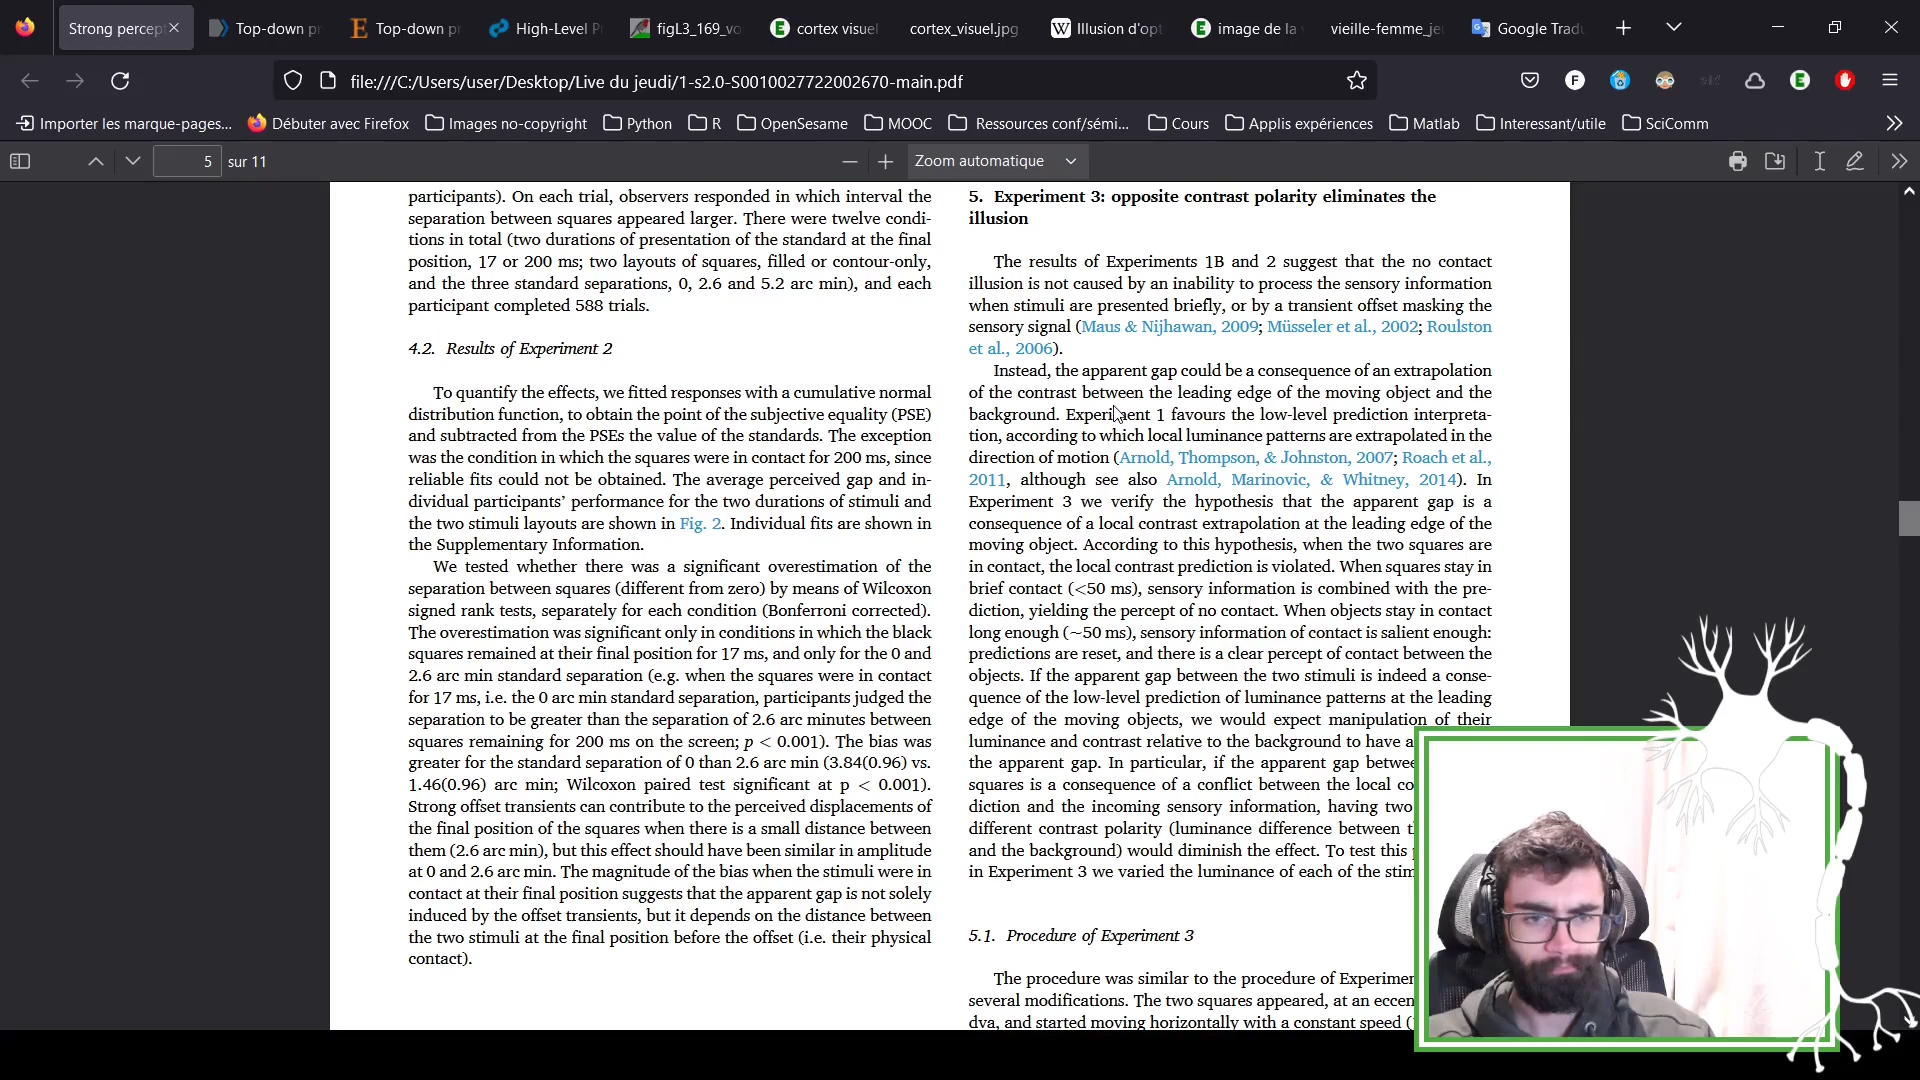 Strong percep
Top-down p
Top-down pr
High-Level P
figL3_169_vo
cortex visuel
cortex_visuel.jpg
Illusion d'opt
image de la v
vieille-femme_je
Google Tradu
file:///C:/Users/user/Desktop/Live du jeudi/1-s2.0-S0010027722002670-main.pdf
Importer les marque-pages...
Débuter avec Firefox
Images no-copyright
Python
R
OpenSesame
MOOC
Ressources conf/sémi...
Cours
Applis expériences
Matlab
Interessant/utile
SciComm
5 sur 11
Zoom automatique
participants). On each trial, observers responded in which interval the
separation between squares appeared larger. There were twelve condi-
tions in total (two durations of presentation of the standard at the final
position, 17 or 200 ms; two layouts of squares, filled or contour-only,
and the three standard separations, 0, 2.6 and 5.2 arc min), and each
participant completed 588 trials.
4.2. Results of Experiment 2
To quantify the effects, we fitted responses with a cumulative normal
distribution function, to obtain the point of the subjective equality (PSE)
and subtracted from the PSEs the value of the standards. The exception
was the condition in which the squares were in contact for 200 ms, since
reliable fits could not be obtained. The average perceived gap and in-
dividual participants' performance for the two durations of stimuli and
the two stimuli layouts are shown in Fig. 2. Individual fits are shown in
the Supplementary Information.
We tested whether there was a significant overestimation of the
separation between squares (different from zero) by means of Wilcoxon
signed rank tests, separately for each condition (Bonferroni corrected).
The overestimation was significant only in conditions in which the black
squares remained at their final position for 17 ms, and only for the 0 and
2.6 arc min standard separation (e.g. when the squares were in contact
for 17 ms, i.e. the 0 arc min standard separation, participants judged the
separation to be greater than the separation of 2.6 arc minutes between
squares remaining for 200 ms on the screen; p < 0.001). The bias was
greater for the standard separation of 0 than 2.6 arc min (3.84(0.96) vs.
1.46(0.96) arc min; Wilcoxon paired test significant at p < 0.001).
Strong offset transients can contribute to the perceived displacements of
the final position of the squares when there is a small distance between
them (2.6 arc min), but this effect should have been similar in amplitude
at 0 and 2.6 arc min. The magnitude of the bias when the stimuli were in
contact at their final position suggests that the apparent gap is not solely
induced by the offset transients, but it depends on the distance between
the two stimuli at the final position before the offset (i.e. their physical
contact).
5. Experiment 3: opposite contrast polarity eliminates the
illusion
The results of Experiments 1B and 2 suggest that the no contact
illusion is not caused by an inability to process the sensory information
when stimuli are presented briefly, or by a transient offset masking the
sensory signal (Maus & Nijhawan, 2009; Müsseler et al., 2002; Roulston
et al., 2006).
Instead, the apparent gap could be a consequence of an extrapolation
of the contrast between the leading edge of the moving object and the
background. Experiment 1 favours the low-level prediction interpreta-
tion, according to which local luminance patterns are extrapolated in the
direction of motion (Arnold, Thompson, & Johnston, 2007; Roach et al.,
2011, although see also Arnold, Marinovic, & Whitney, 2014). In
Experiment 3 we verify the hypothesis that the apparent gap is a
consequence of a local contrast extrapolation at the leading edge of the
moving object. According to this hypothesis, when the two squares are
in contact, the local contrast prediction is violated. When squares stay in
brief contact (<50 ms), sensory information is combined with the pre-
diction, yielding the percept of no contact. When objects stay in contact
long enough (~50 ms), sensory information of contact is salient enough:
predictions are reset, and there is a clear percept of contact between the
objects. If the apparent gap between the two stimuli is indeed a conse-
quence of the low-level prediction of luminance patterns at the leading
edge of the moving objects, we would expect manipulation of their
luminance and contrast relative to the background to have a
the apparent gap. In particular, if the apparent gap betwee
squares is a consequence of a conflict between the local co
diction and the incoming sensory information, having two
different contrast polarity (luminance difference between t
and the background) would diminish the effect. To test this
in Experiment 3 we varied the luminance of each of the stim
5.1. Procedure of Experiment 3
The procedure was similar to the procedure of Experimen
several modifications. The two squares appeared, at an eccen
dva, and started moving horizontally with a constant speed (